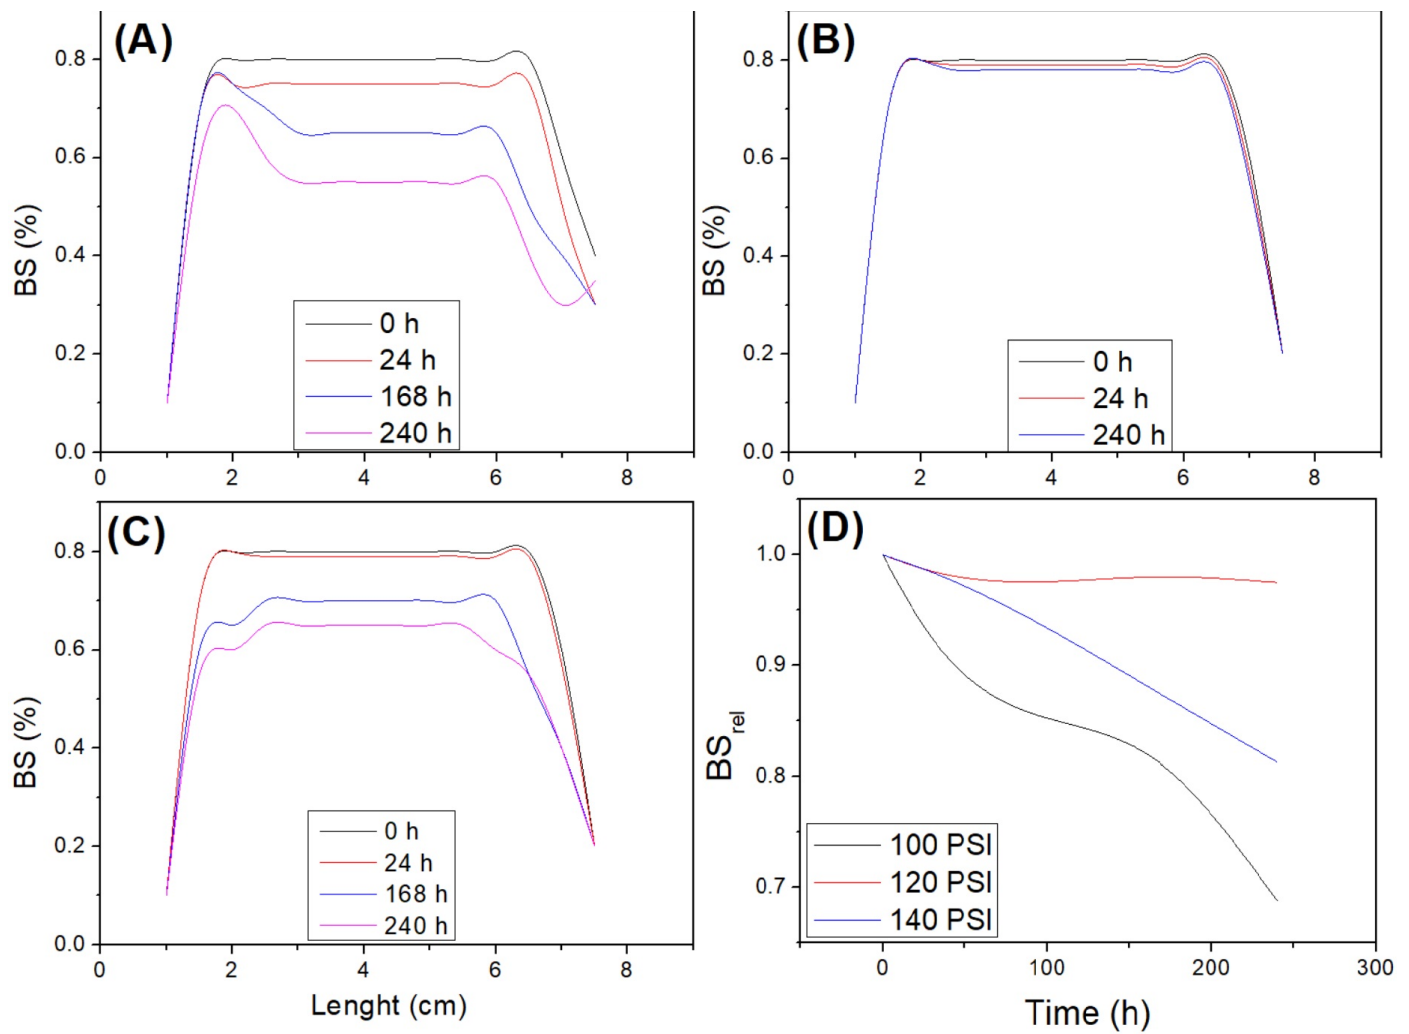 (A)
BS (%)
0.8
0.6
0.4
0.2
0.0
0 2 4 6 8
0 h
24 h
168 h
240 h
(B)
BS (%)
0.8
0.6
0.4
0.2
0.0
0 2 4 6 8
0 h
24 h
240 h
(C)
BS (%)
0.8
0.6
0.4
0.2
0.0
0 2 4 6 8
Lenght (cm)
0 h
24 h
168 h
240 h
(D)
BSrel
1.0
0.9
0.8
0.7
0 100 200 300
Time (h)
100 PSI
120 PSI
140 PSI